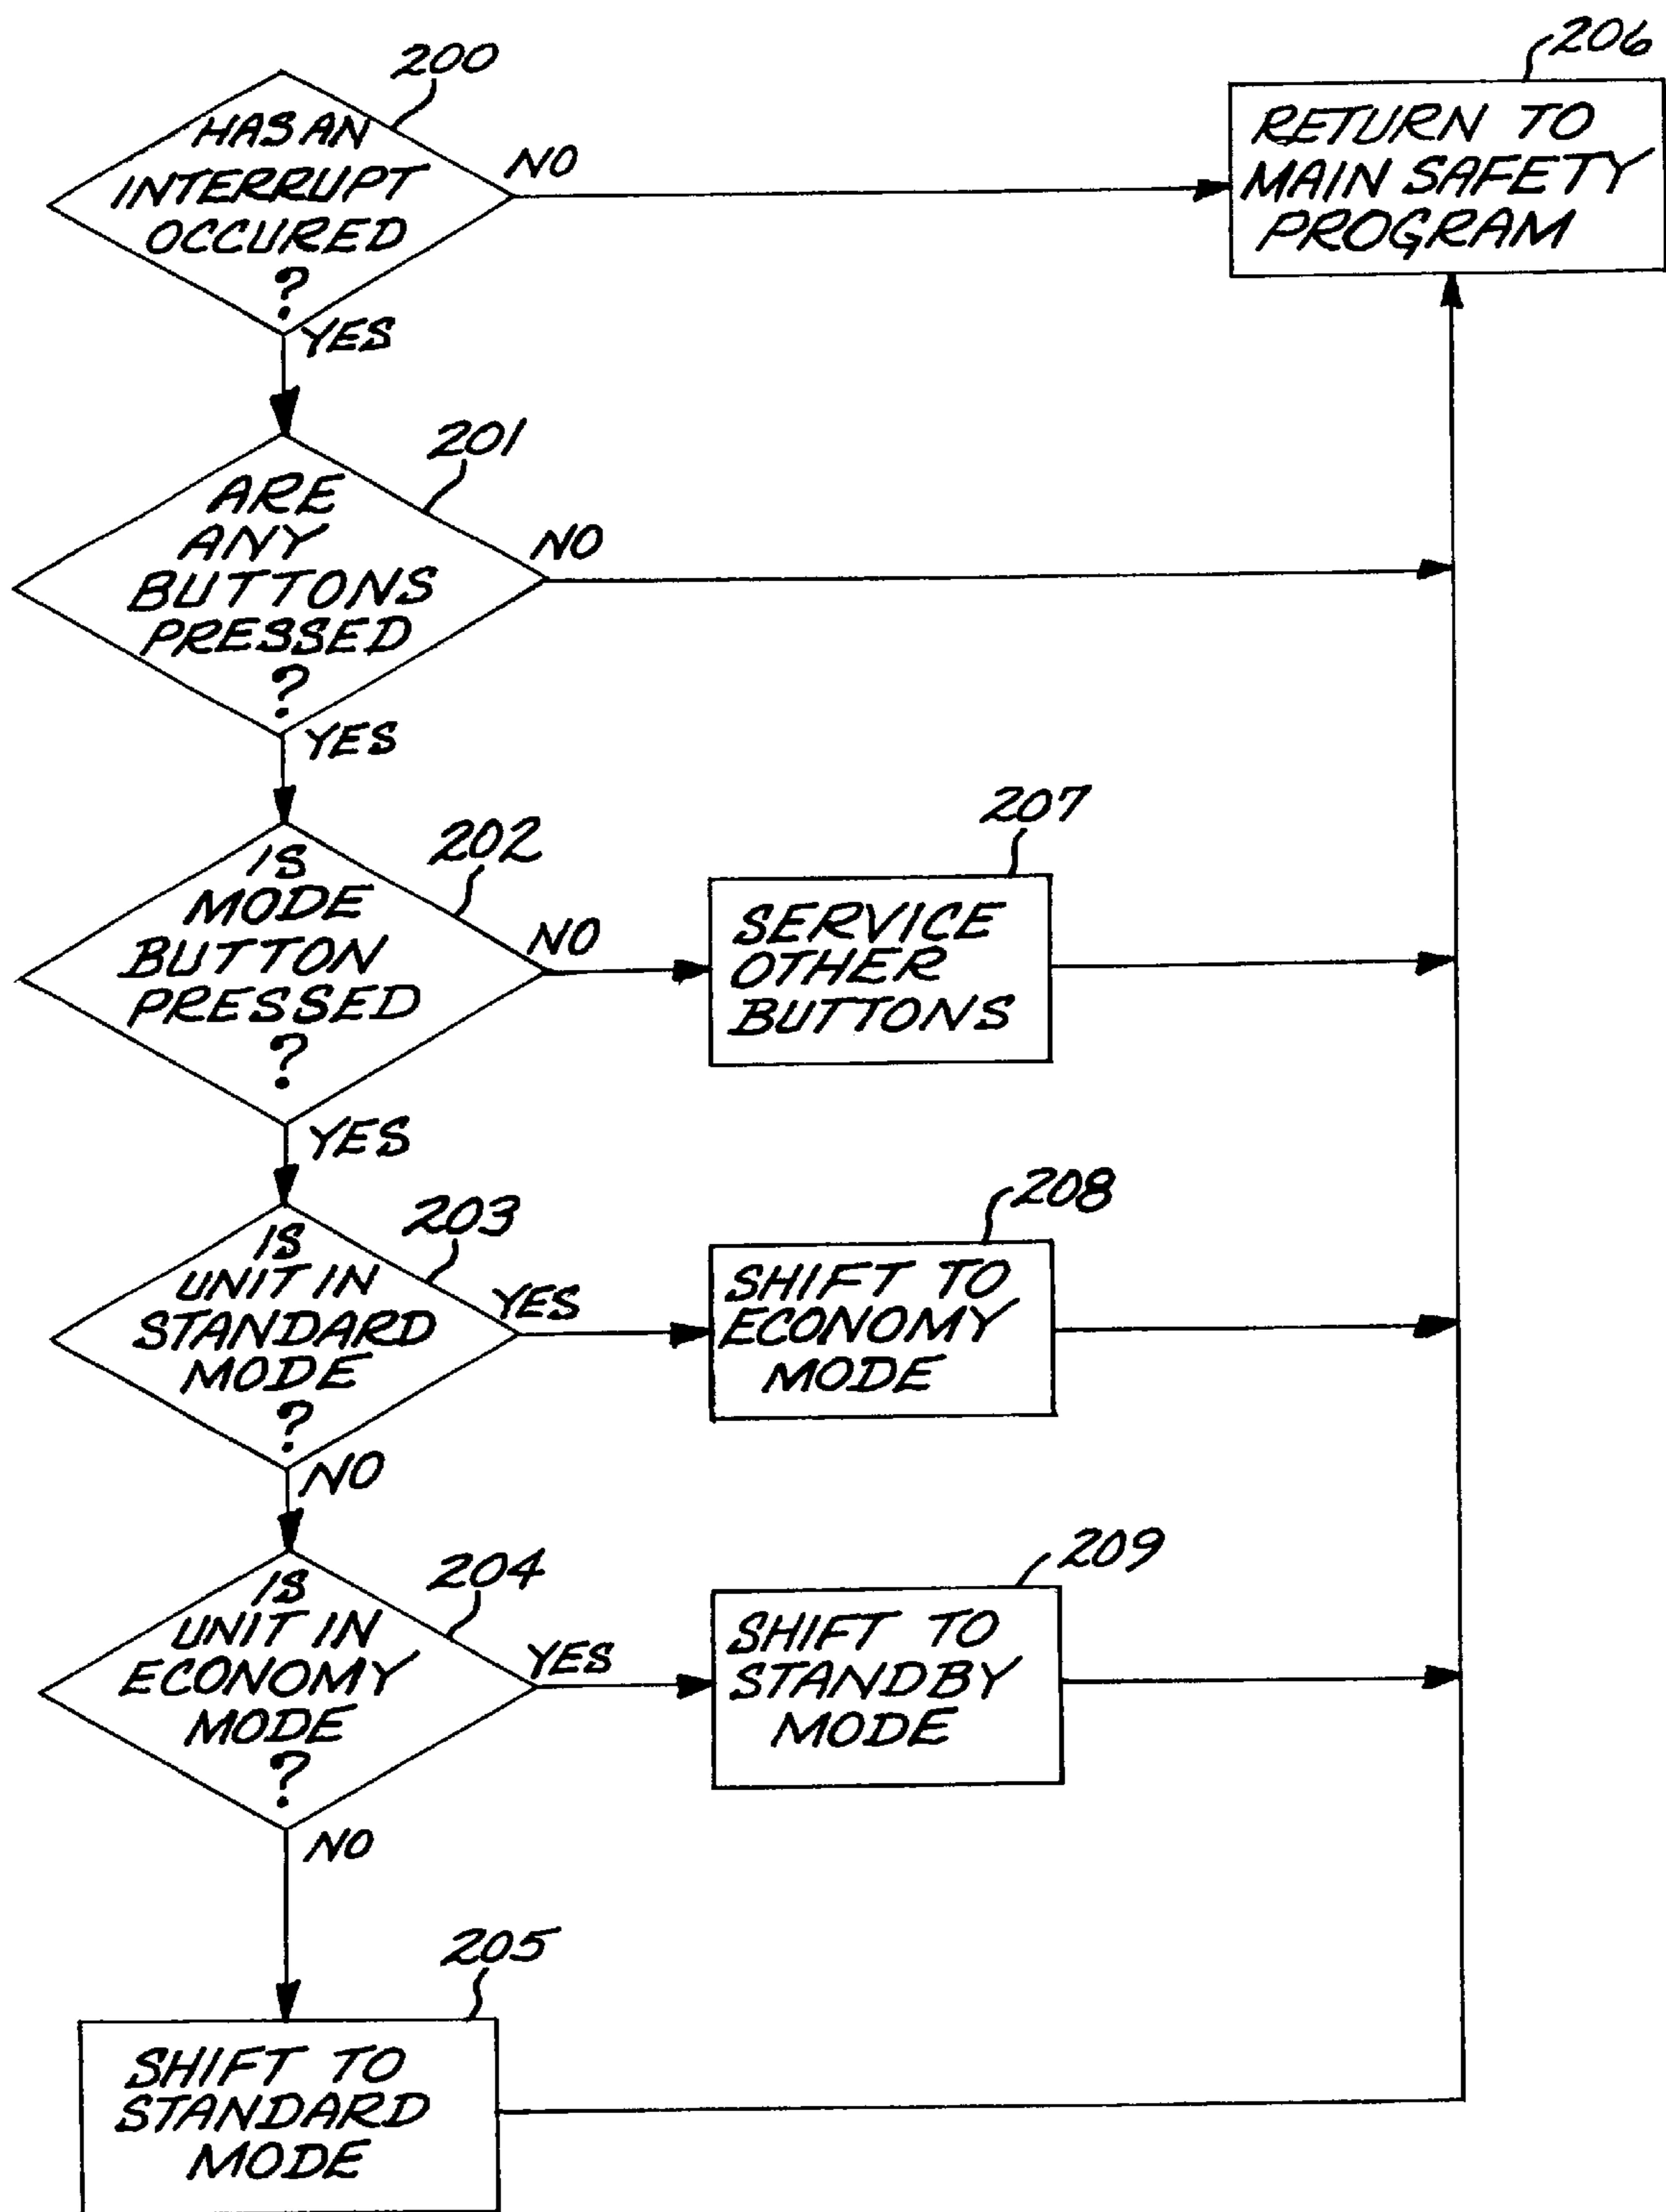 200
HAS AN
INTERRUPT
OCCURED
?
NO
YES
206
RETURN TO
MAIN SAFETY
PROGRAM
201
ARE
ANY
BUTTONS
PRESSED
?
NO
YES
202
IS
MODE
BUTTON
PRESSED
?
NO
YES
207
SERVICE
OTHER
BUTTONS
203
IS
UNIT IN
STANDARD
MODE
?
YES
NO
208
SHIFT TO
ECONOMY
MODE
204
IS
UNIT IN
ECONOMY
MODE
?
YES
NO
209
SHIFT TO
STANDBY
MODE
205
SHIFT TO
STANDARD
MODE